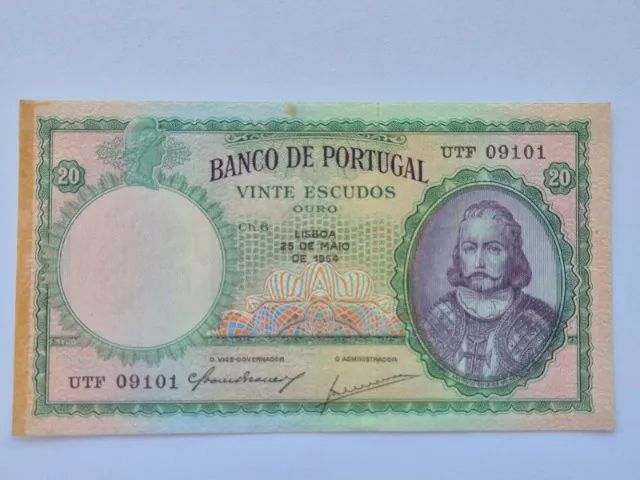 BANCO DE PORTUGAL
UTF 09101
20
20
VINTE ESCUDOS
OURO
Ch. 6
LISBOA
25 DE MAIO
DE 1954
O VICE-GOVERNADOR
O ADMINISTRADOR
UTF 09101